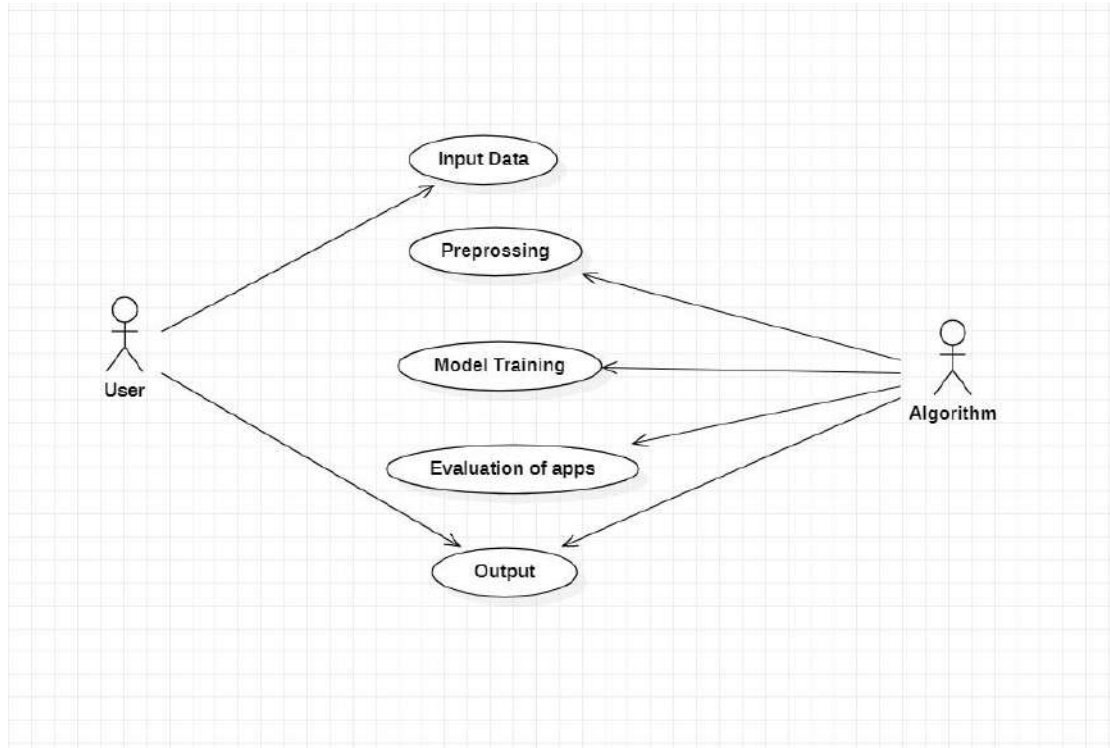 Input Data
Preprossing
User
Model Training
Algorithm
Evaluation of apps
Output